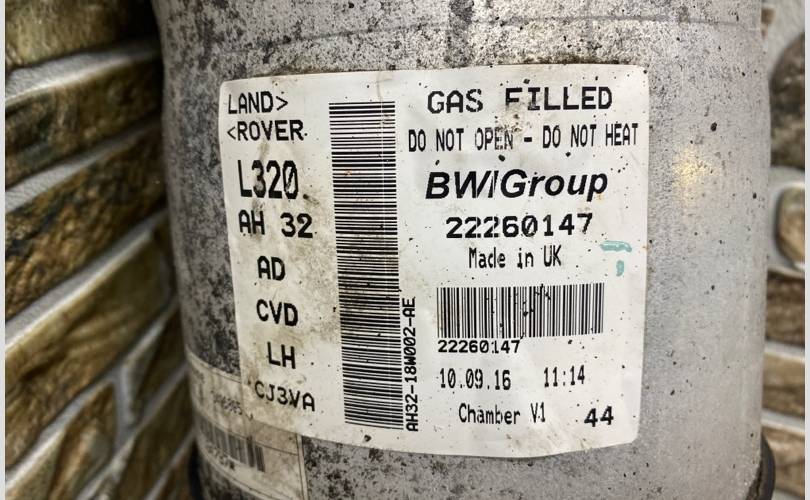 LAND>
<ROVER
L320
AH 32
AD
CVD
LH
CJ3VA
AH32-18W002-AE
GAS FILLED
DO NOT OPEN - DO NOT HEAT
BWIGroup
22260147
Made in UK
22260147
10.09.16 11:14
Chamber V1 44